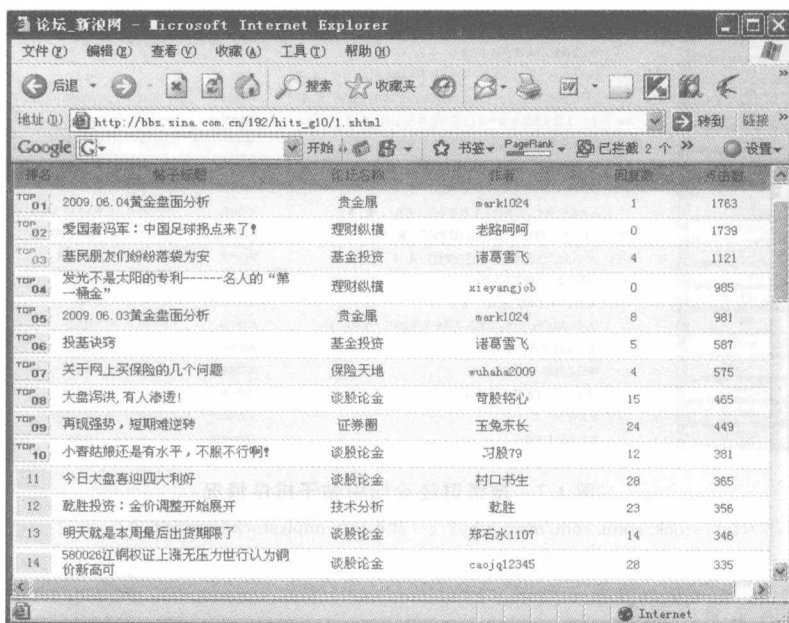 论坛_新浪网 - Microsoft Internet Explorer
文件(F) 编辑(E) 查看(V) 收藏(A) 工具(T) 帮助(H)
后退 搜索 收藏夹
地址(D) http://bbs.sina.com.cn/192/hits_g10/1.shtml 转到 链接 »
Google G 开始 书签 PageRank 已拦截 2 个 » 设置
排名 帖子标题 论坛名称 作者 回复数 点击数
TOP 01 2009.06.04黄金盘面分析 贵金属 mark1024 1 1763
TOP 02 爱国者冯军：中国足球拐点来了！ 理财纵横 老路呵呵 0 1739
TOP 03 基民朋友们纷纷落袋为安 基金投资 诸葛雪飞 4 1121
TOP 04 发光不是太阳的专利------名人的“第
一桶金” 理财纵横 xieyangjob 0 985
TOP 05 2009.06.03黄金盘面分析 贵金属 mark1024 8 981
TOP 06 投基诀窍 基金投资 诸葛雪飞 5 587
TOP 07 关于网上买保险的几个问题 保险天地 wuhaha2009 4 575
TOP 08 大盘泻洪,有人渗透! 谈股论金 苛股铭心 15 465
TOP 09 再现强势，短期难逆转 证券圈 玉兔东长 24 449
TOP 10 小春姑娘还是有水平，不服不行啊！ 谈股论金 习股79 12 381
11 今日大盘喜迎四大利好 谈股论金 村口书生 28 365
12 乾胜投资：金价调整开始展开 技术分析 乾胜 23 356
13 明天就是本周最后出货期限了 谈股论金 郑石水1107 14 346
14 580026江铜权证上涨无压力世行认为铜
价新高可 谈股论金 caojq12345 28 335
Internet